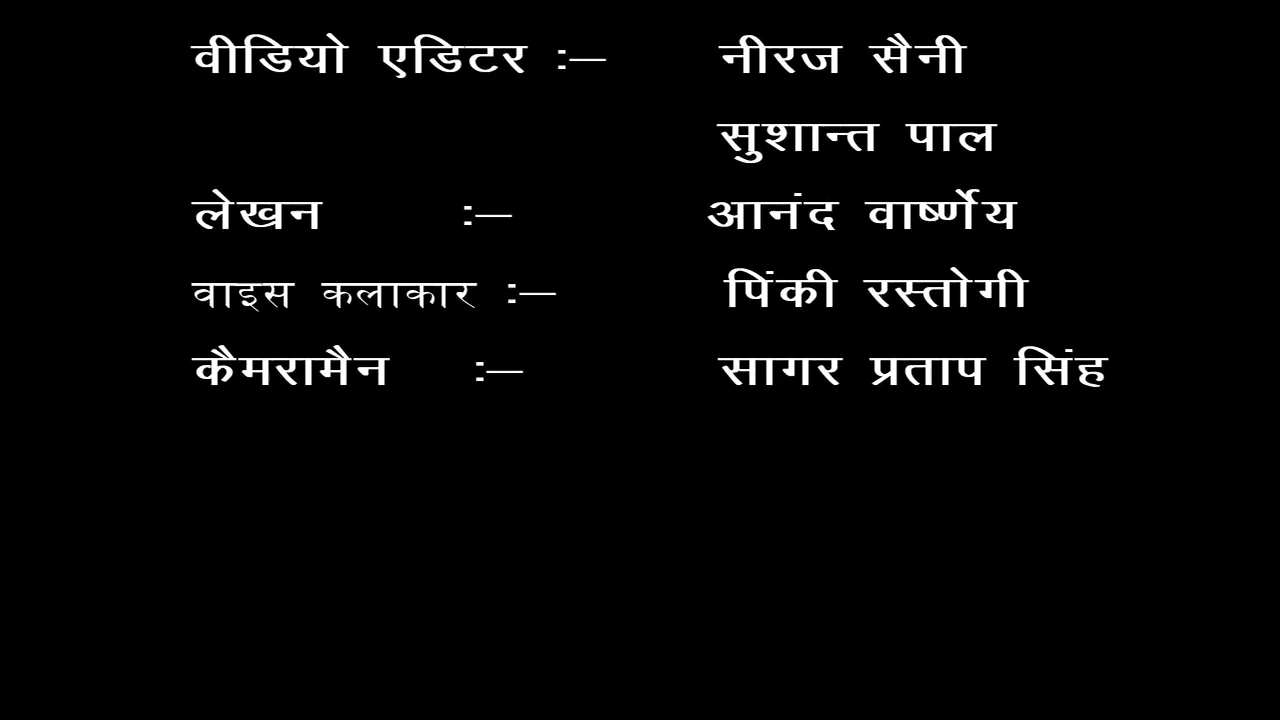 वीडियो एडिटर :– नीरज सैनी
सुशान्त पाल
लेखन :– आनंद वार्ष्णेय
वाइस कलाकार :– पिंकी रस्तोगी
कैमरामैन :– सागर प्रताप सिंह